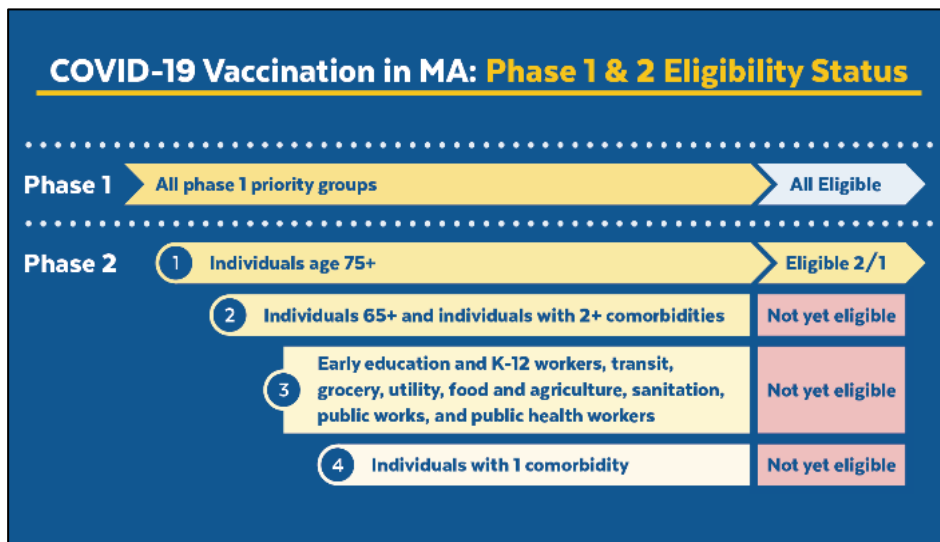 COVID-19 Vaccination in MA: Phase 1 & 2 Eligibility Status
Phase 1
All phase 1 priority groups
All Eligible
Phase 2
1
Individuals age 75+
Eligible 2/1
2
Individuals 65+ and individuals with 2+ comorbidities
Not yet eligible
3
Early education and K-12 workers, transit,
grocery, utility, food and agriculture, sanitation,
public works, and public health workers
Not yet eligible
4
Individuals with 1 comorbidity
Not yet eligible